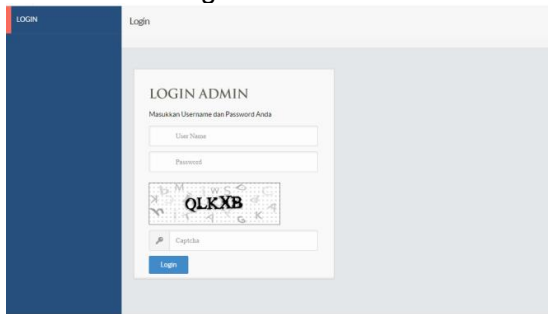 LOGIN
Login
LOGIN ADMIN
Masukkan Username dan Password Anda
User Name
Password
QLKXB
Captcha
Login